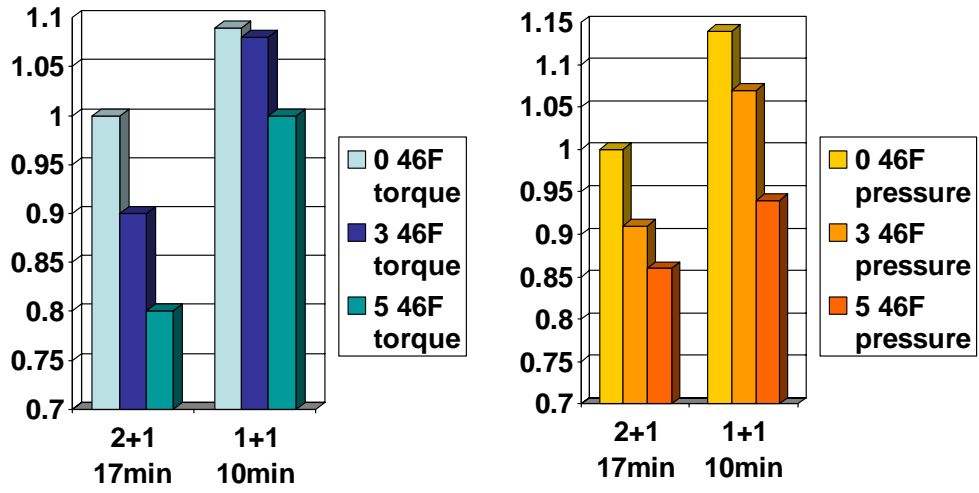 1.1
1.05
1
0.95
0.9
0.85
0.8
0.75
0.7
2+1
17min
1+1
10min
0 46F
torque
3 46F
torque
5 46F
torque
1.15
1.1
1.05
1
0.95
0.9
0.85
0.8
0.75
0.7
2+1
17min
1+1
10min
0 46F
pressure
3 46F
pressure
5 46F
pressure